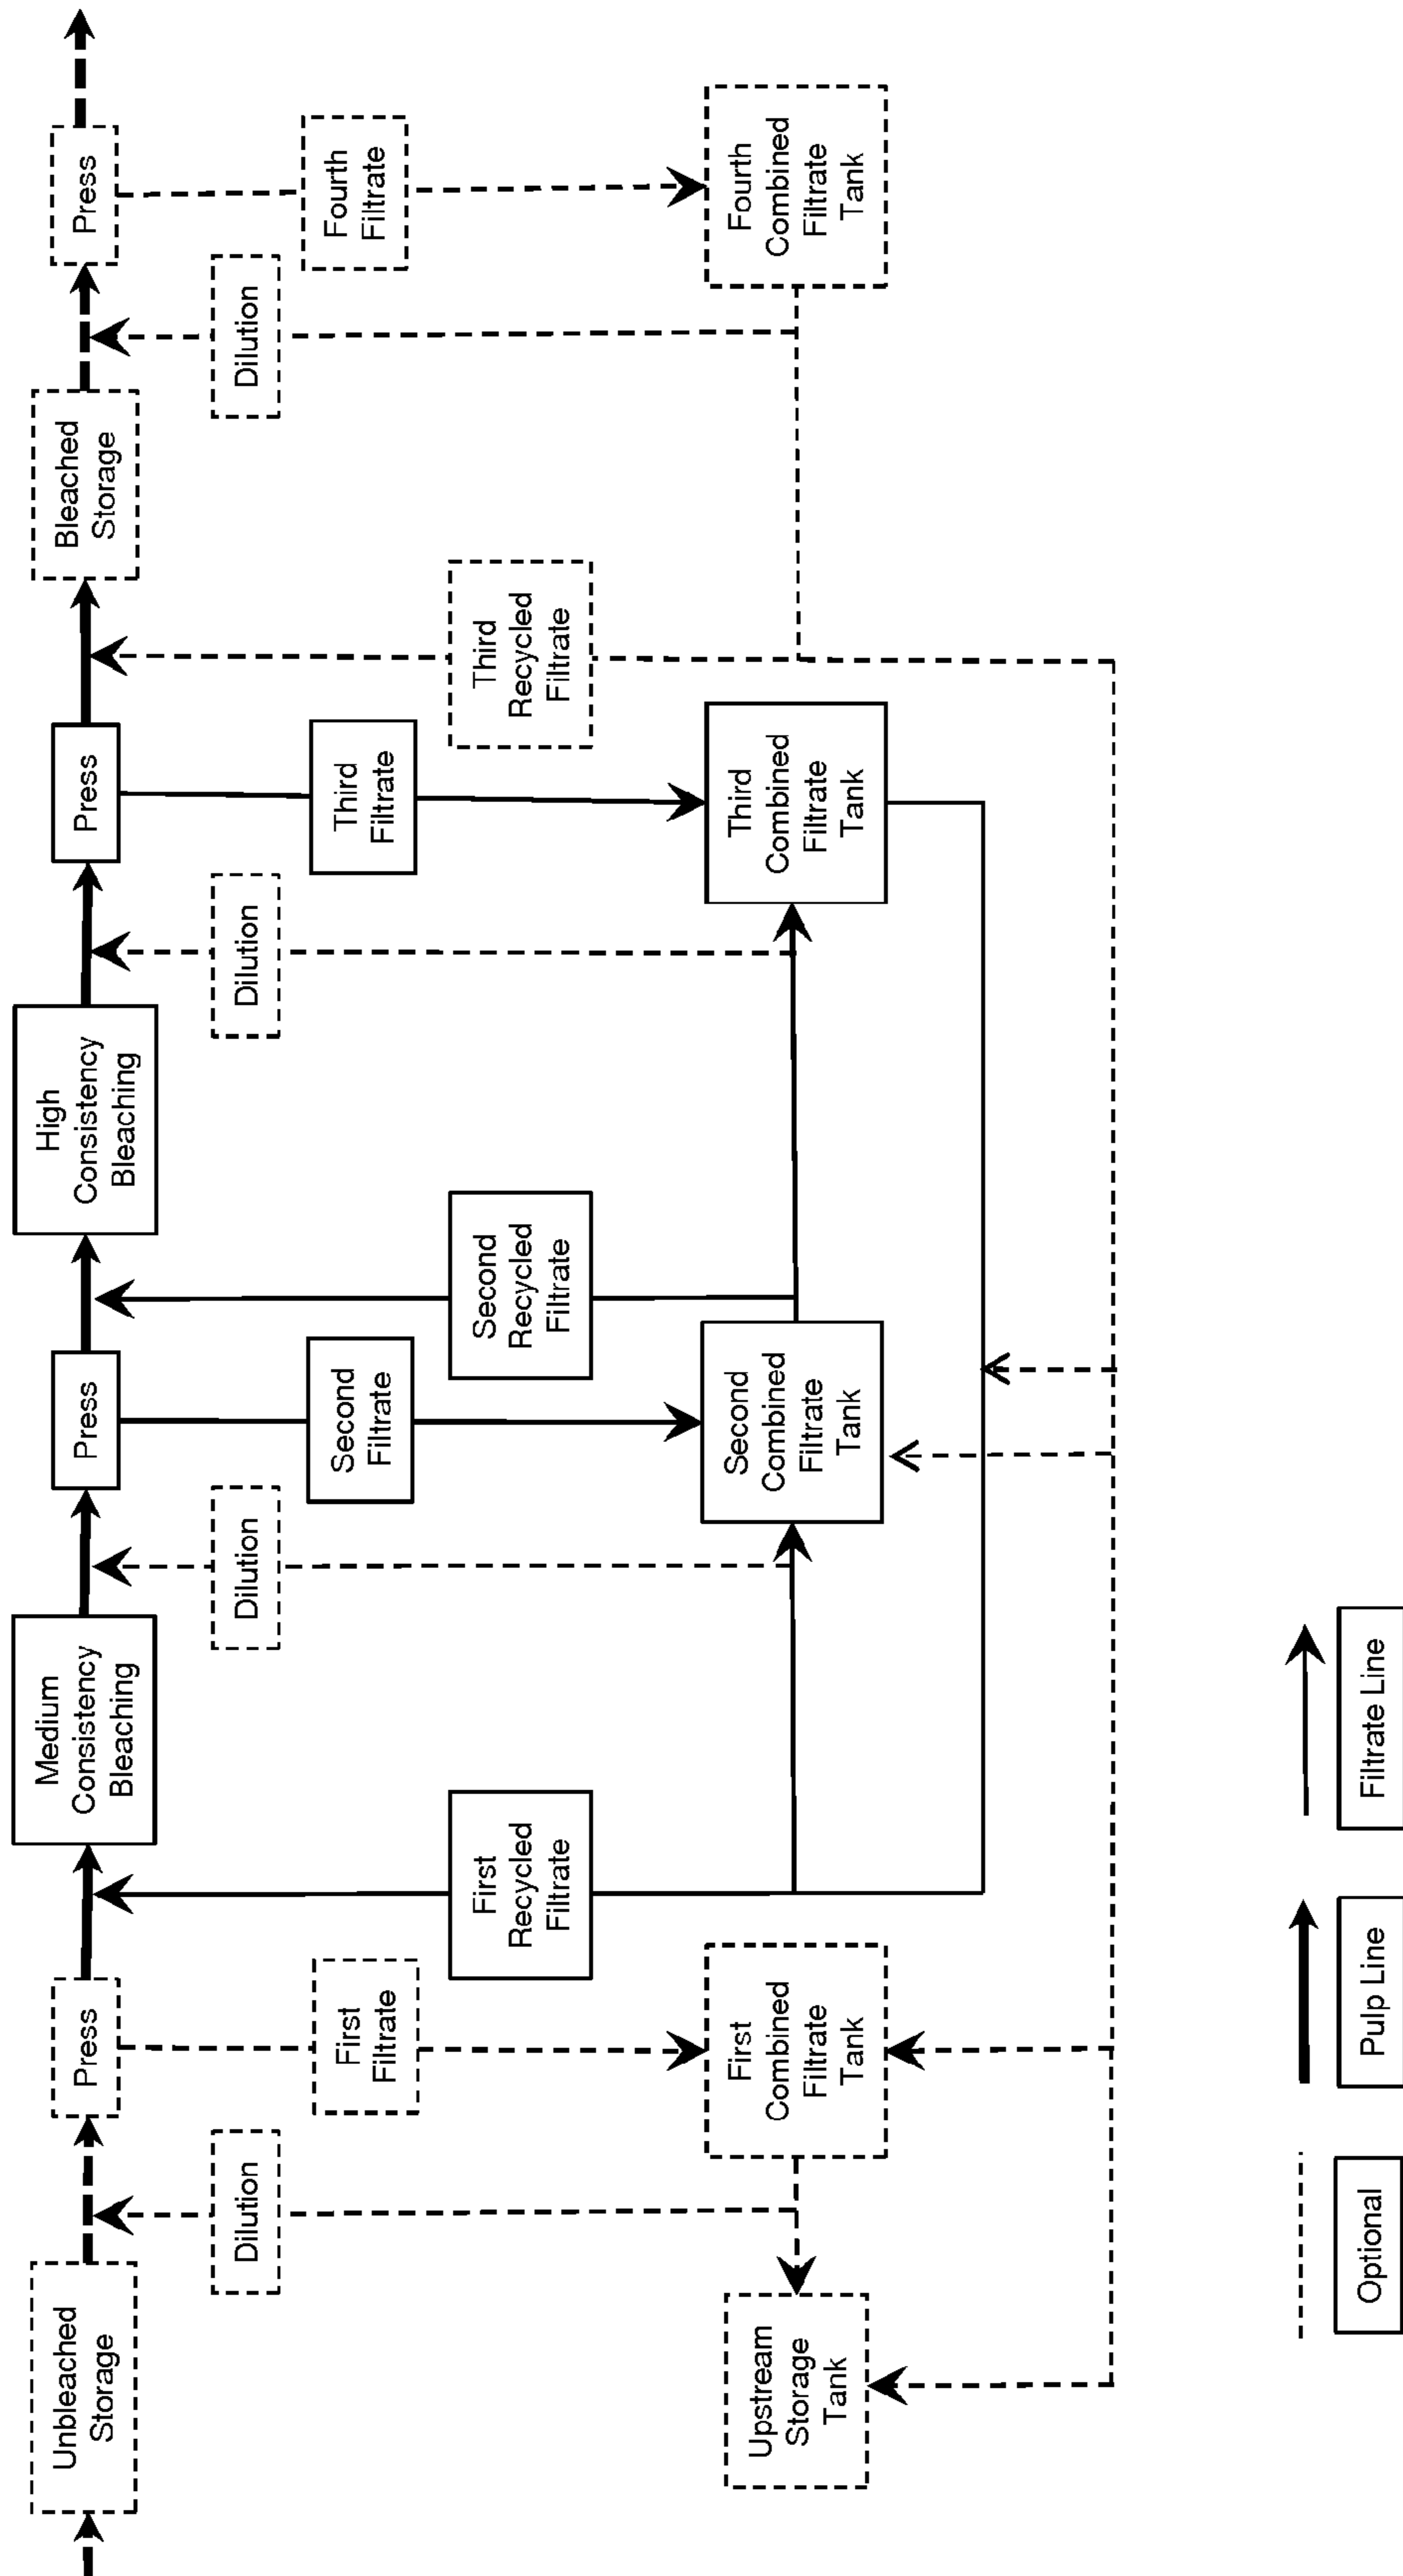 Unbleached
Storage
Press
Medium
Consistency
Bleaching
Press
High
Consistency
Bleaching
Press
Bleached
Storage
Press
Dilution
Dilution
Dilution
Dilution
First
Filtrate
Second
Filtrate
Third
Filtrate
Fourth
Filtrate
First
Recycled
Filtrate
Second
Recycled
Filtrate
Third
Recycled
Filtrate
Upstream
Storage
Tank
First
Combined
Filtrate
Tank
Second
Combined
Filtrate
Tank
Third
Combined
Filtrate
Tank
Fourth
Combined
Filtrate
Tank
Optional
Pulp Line
Filtrate Line